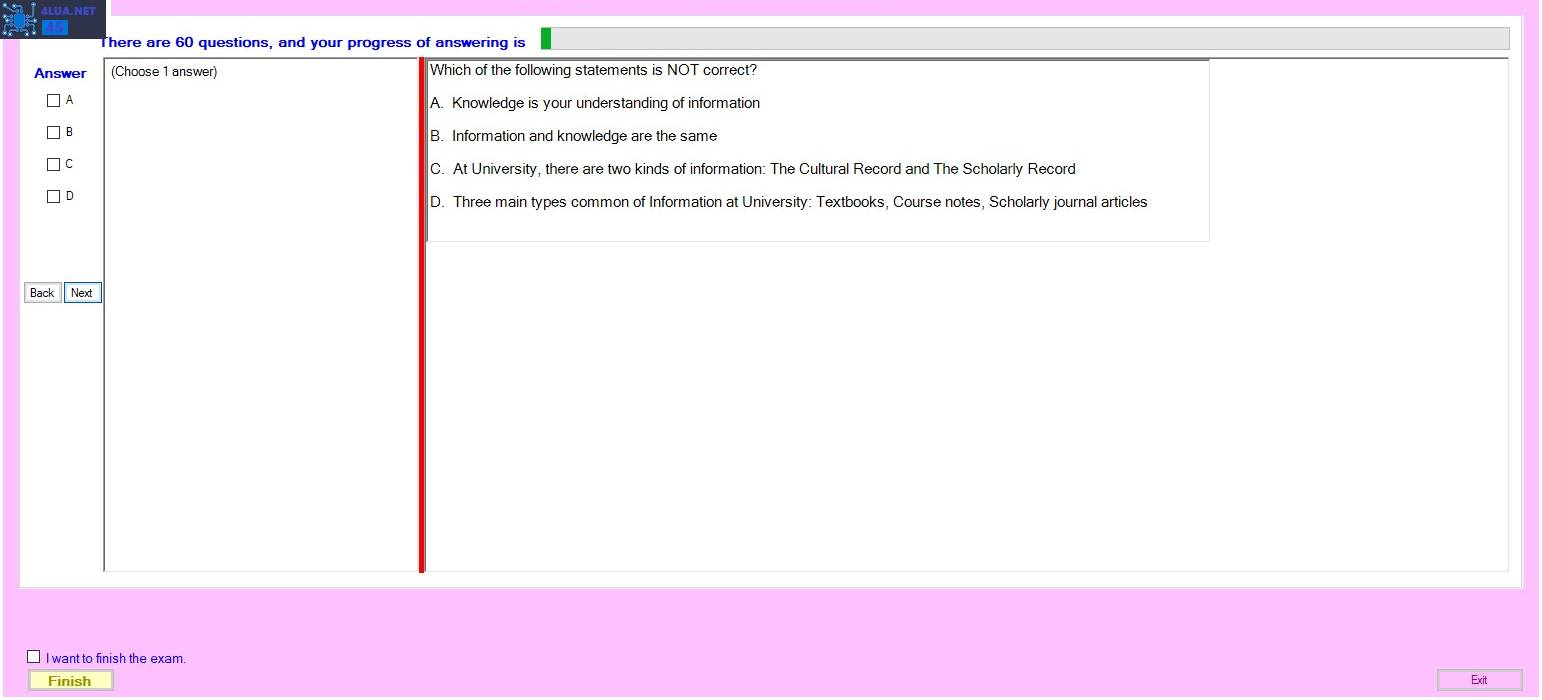 4LUA.NET
45
There are 60 questions, and your progress of answering is
Answer
(Choose 1 answer)
A
B
C
D
Back Next
Which of the following statements is NOT correct?
A. Knowledge is your understanding of information
B. Information and knowledge are the same
C. At University, there are two kinds of information: The Cultural Record and The Scholarly Record
D. Three main types common of Information at University: Textbooks, Course notes, Scholarly journal articles
I want to finish the exam.
Finish
Exit